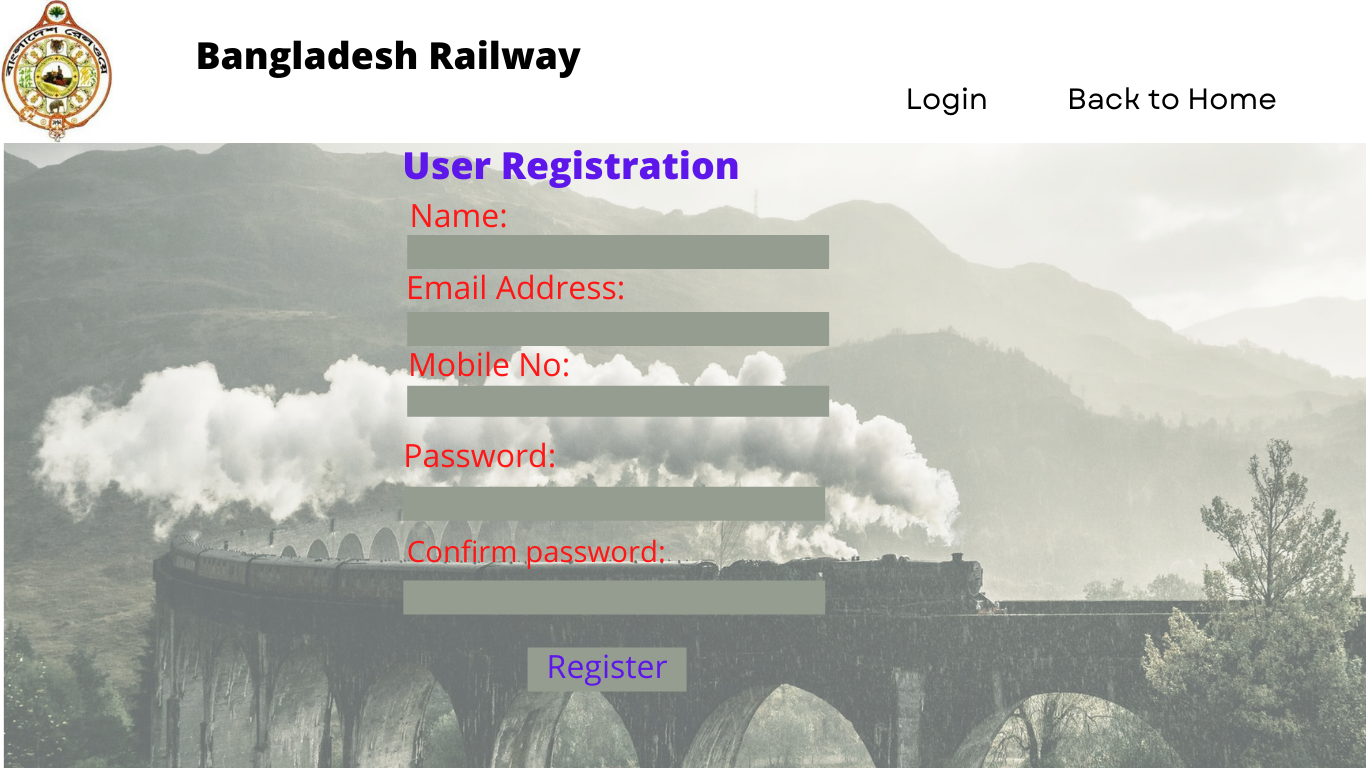 বাংলাদেশ রেলওয়ে
Bangladesh Railway
Login
Back to Home
User Registration
Name:
Email Address:
Mobile No:
Password:
Confirm password:
Register